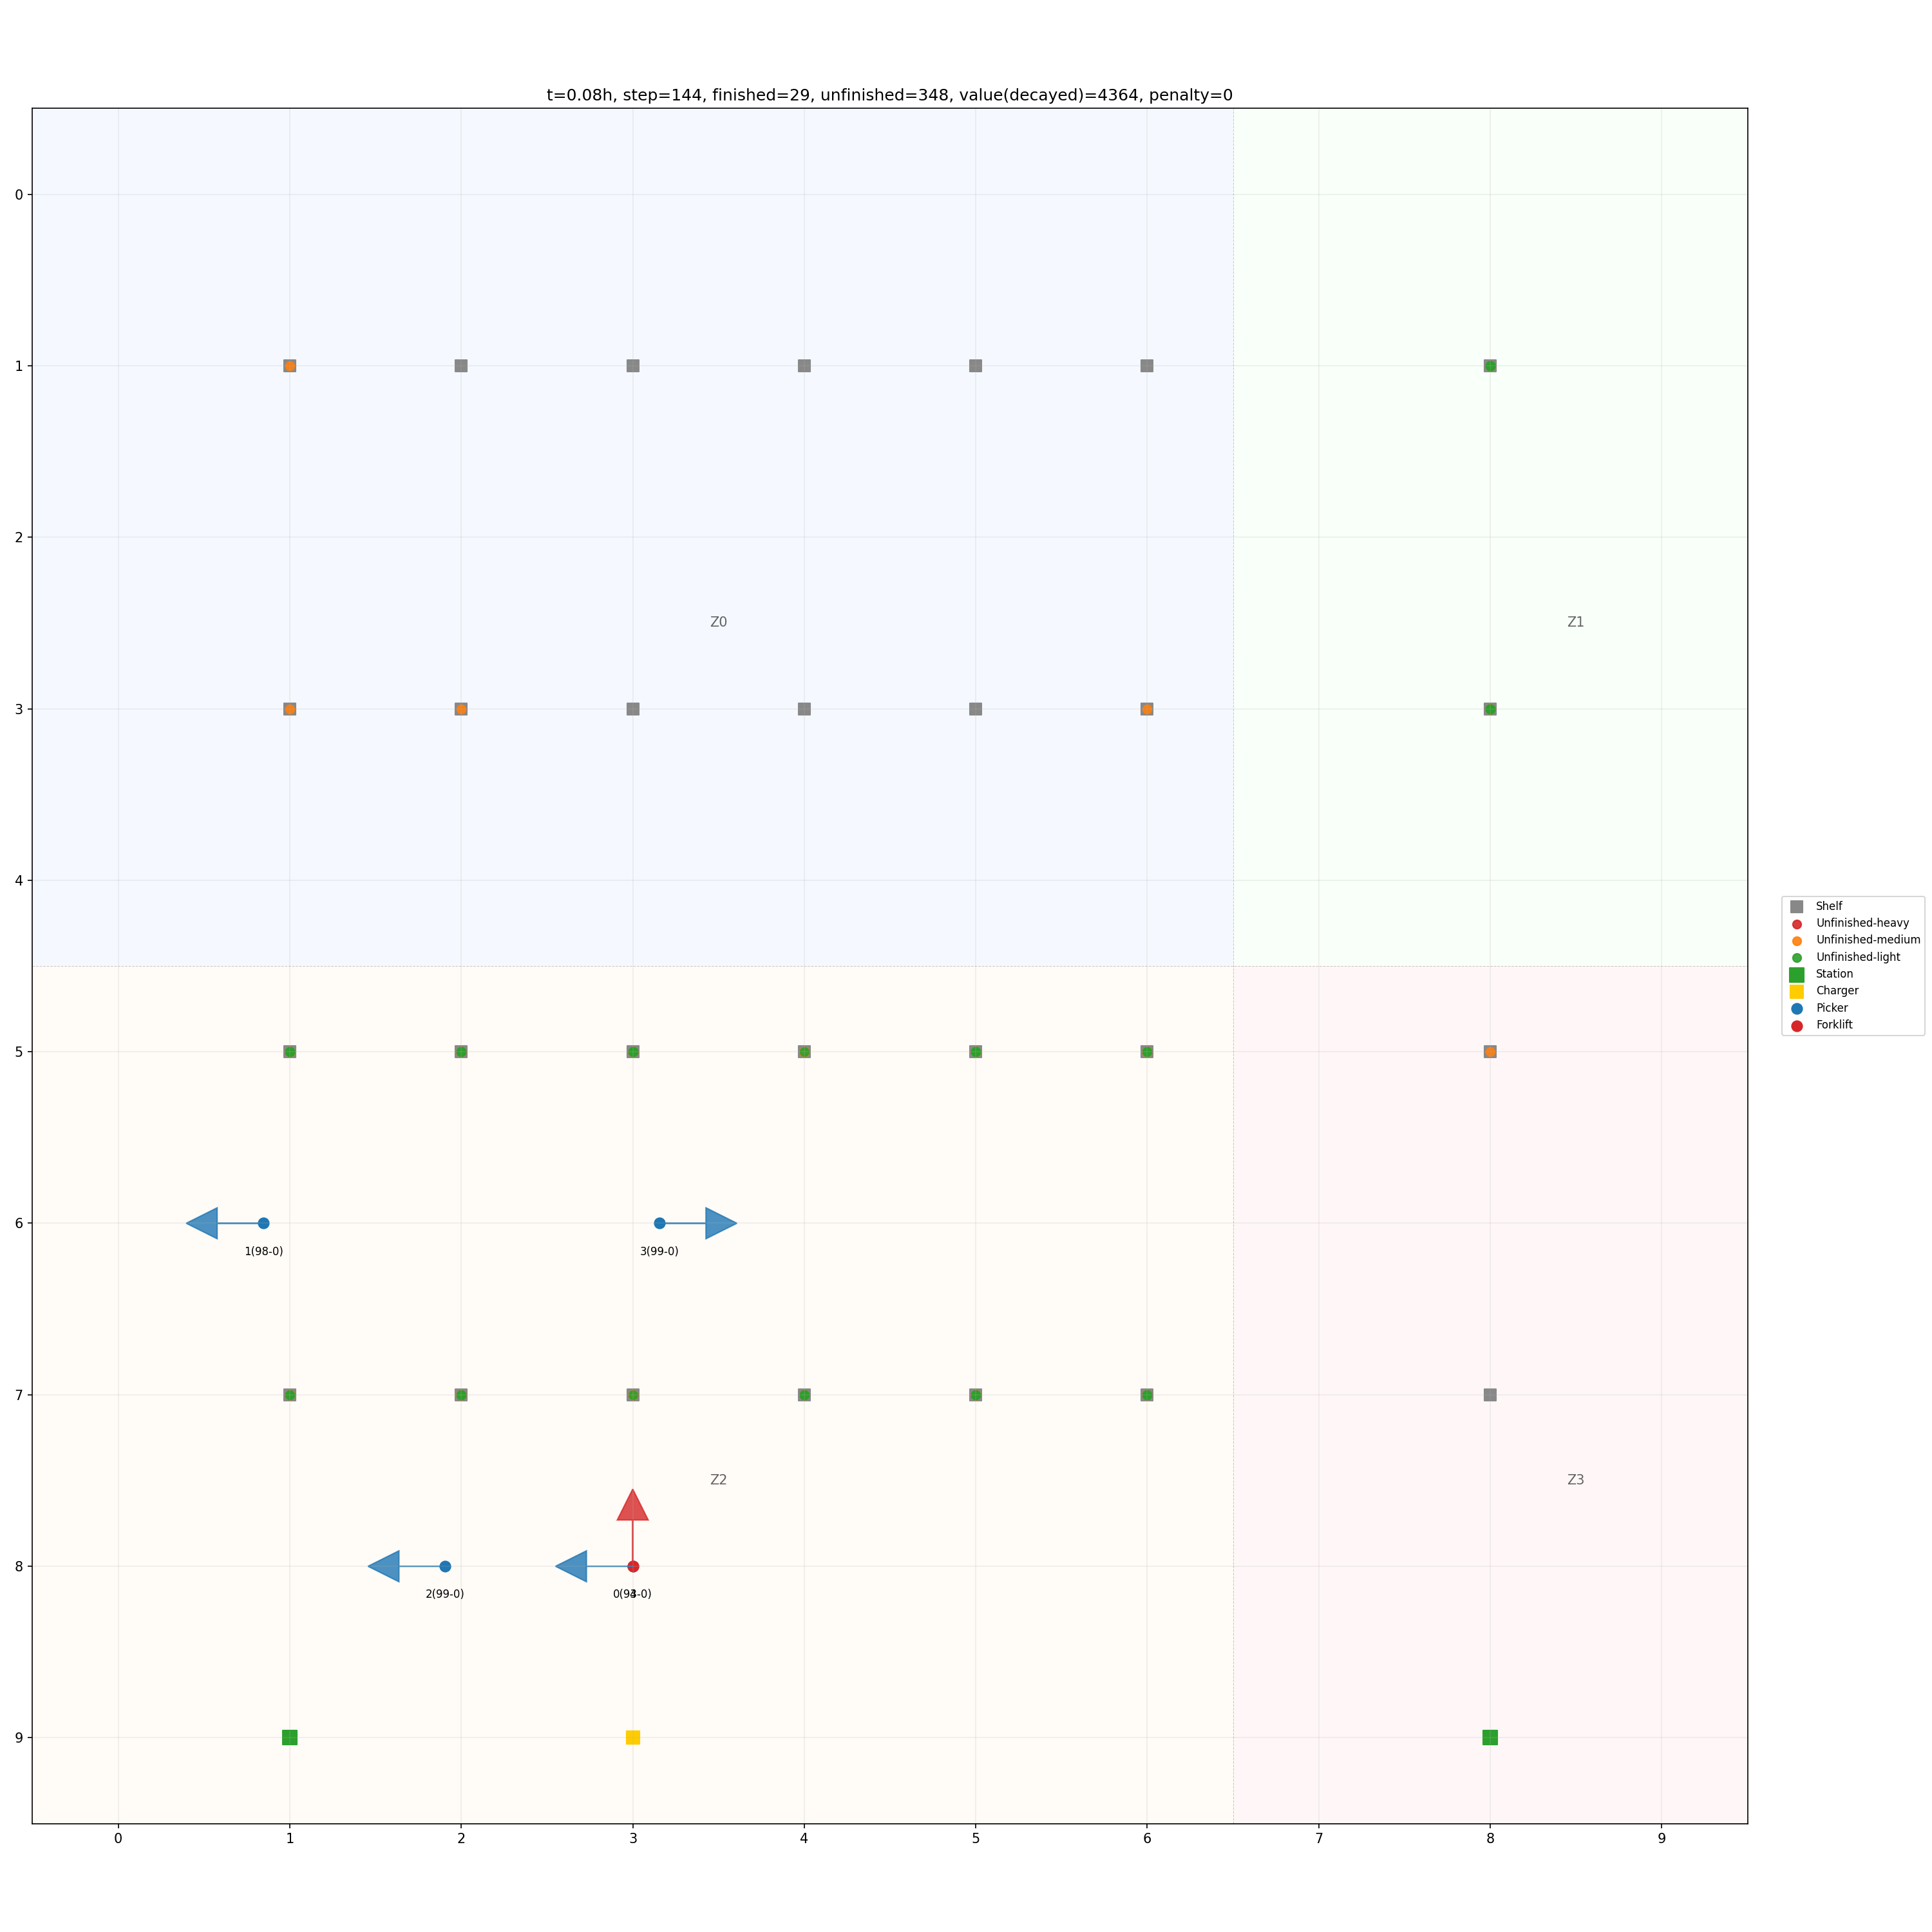 t=0.08h, step=144, finished=29, unfinished=348, value(decayed)=4364, penalty=0
0
1
2
Z0
Z1
3
4
Shelf
Unfinished-heavy
Unfinished-medium
Unfinished-light
Station
Charger
Picker
Forklift
5
6
1(98-0)
3(99-0)
7
Z2
Z3
8
2(99-0)
9
0 1 2 3 4 5 6 7 8 9